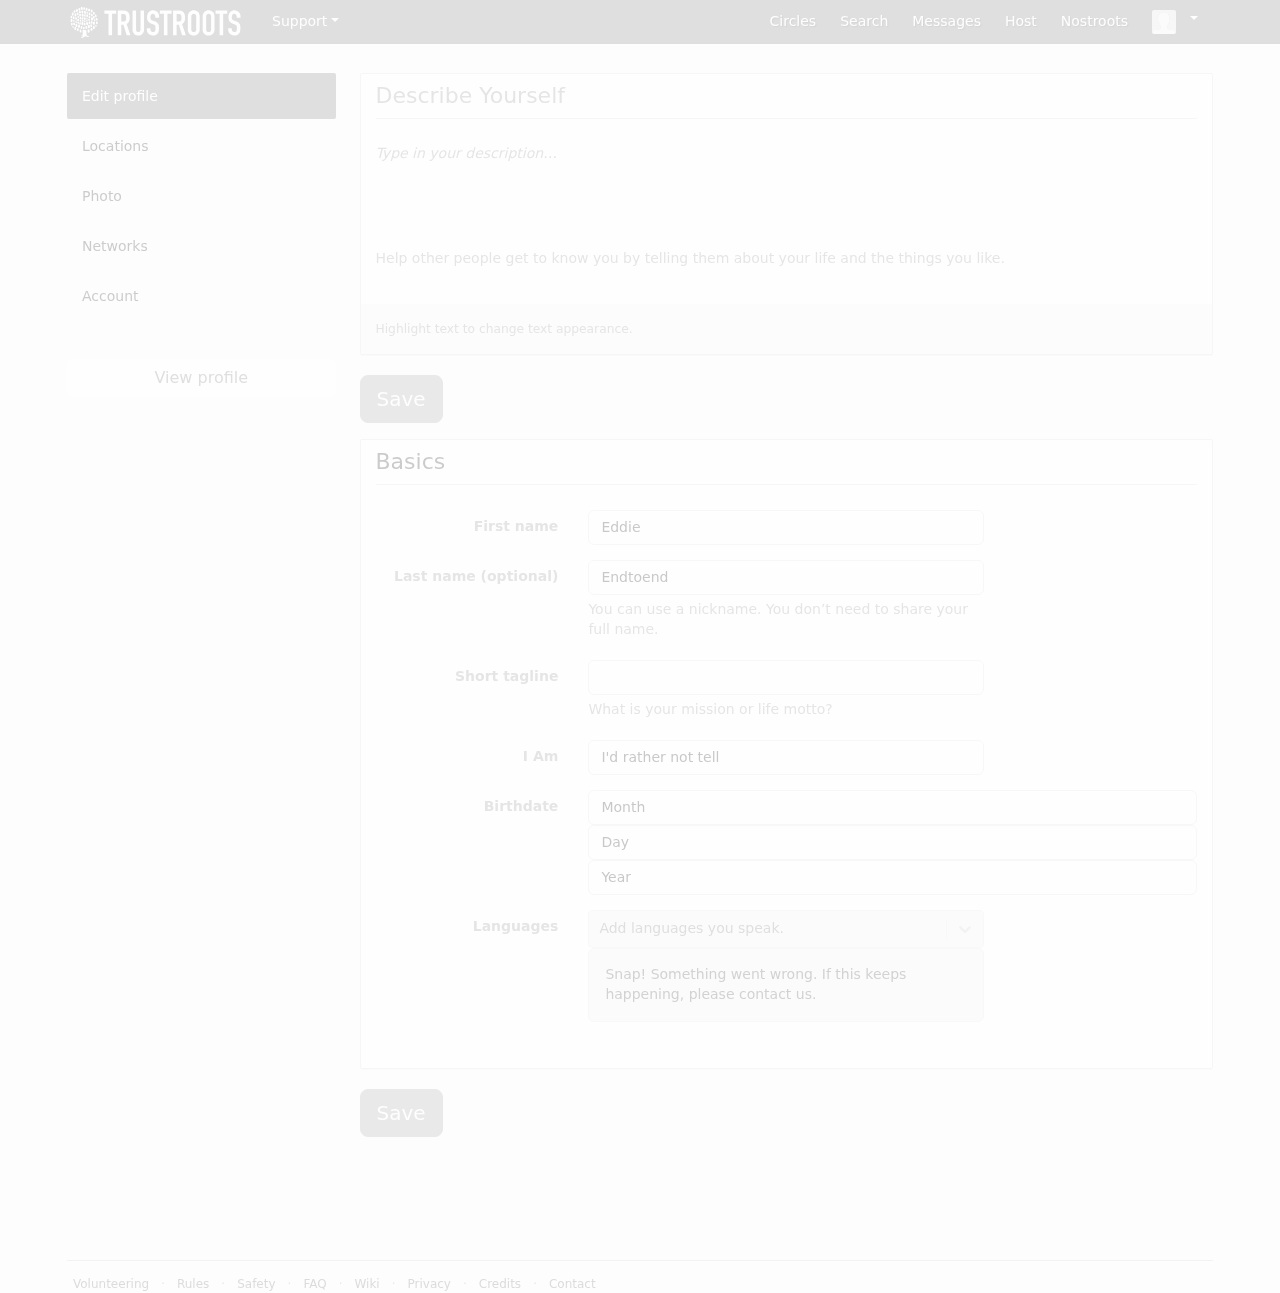 TRUSTROOTS
Support
Circles
Search
Messages
Host
Nostroots
Edit profile
Locations
Photo
Networks
Account
View profile
Describe Yourself
Type in your description...
Help other people get to know you by telling them about your life and the things you like.
Highlight text to change text appearance.
Save
Basics
First name
Eddie
Last name (optional)
Endtoend
You can use a nickname. You don’t need to share your
full name.
Short tagline
What is your mission or life motto?
I Am
I'd rather not tell
Birthdate
Month
Day
Year
Languages
Add languages you speak.
Snap! Something went wrong. If this keeps
happening, please contact us.
Save
Volunteering · Rules · Safety · FAQ · Wiki · Privacy · Credits · Contact